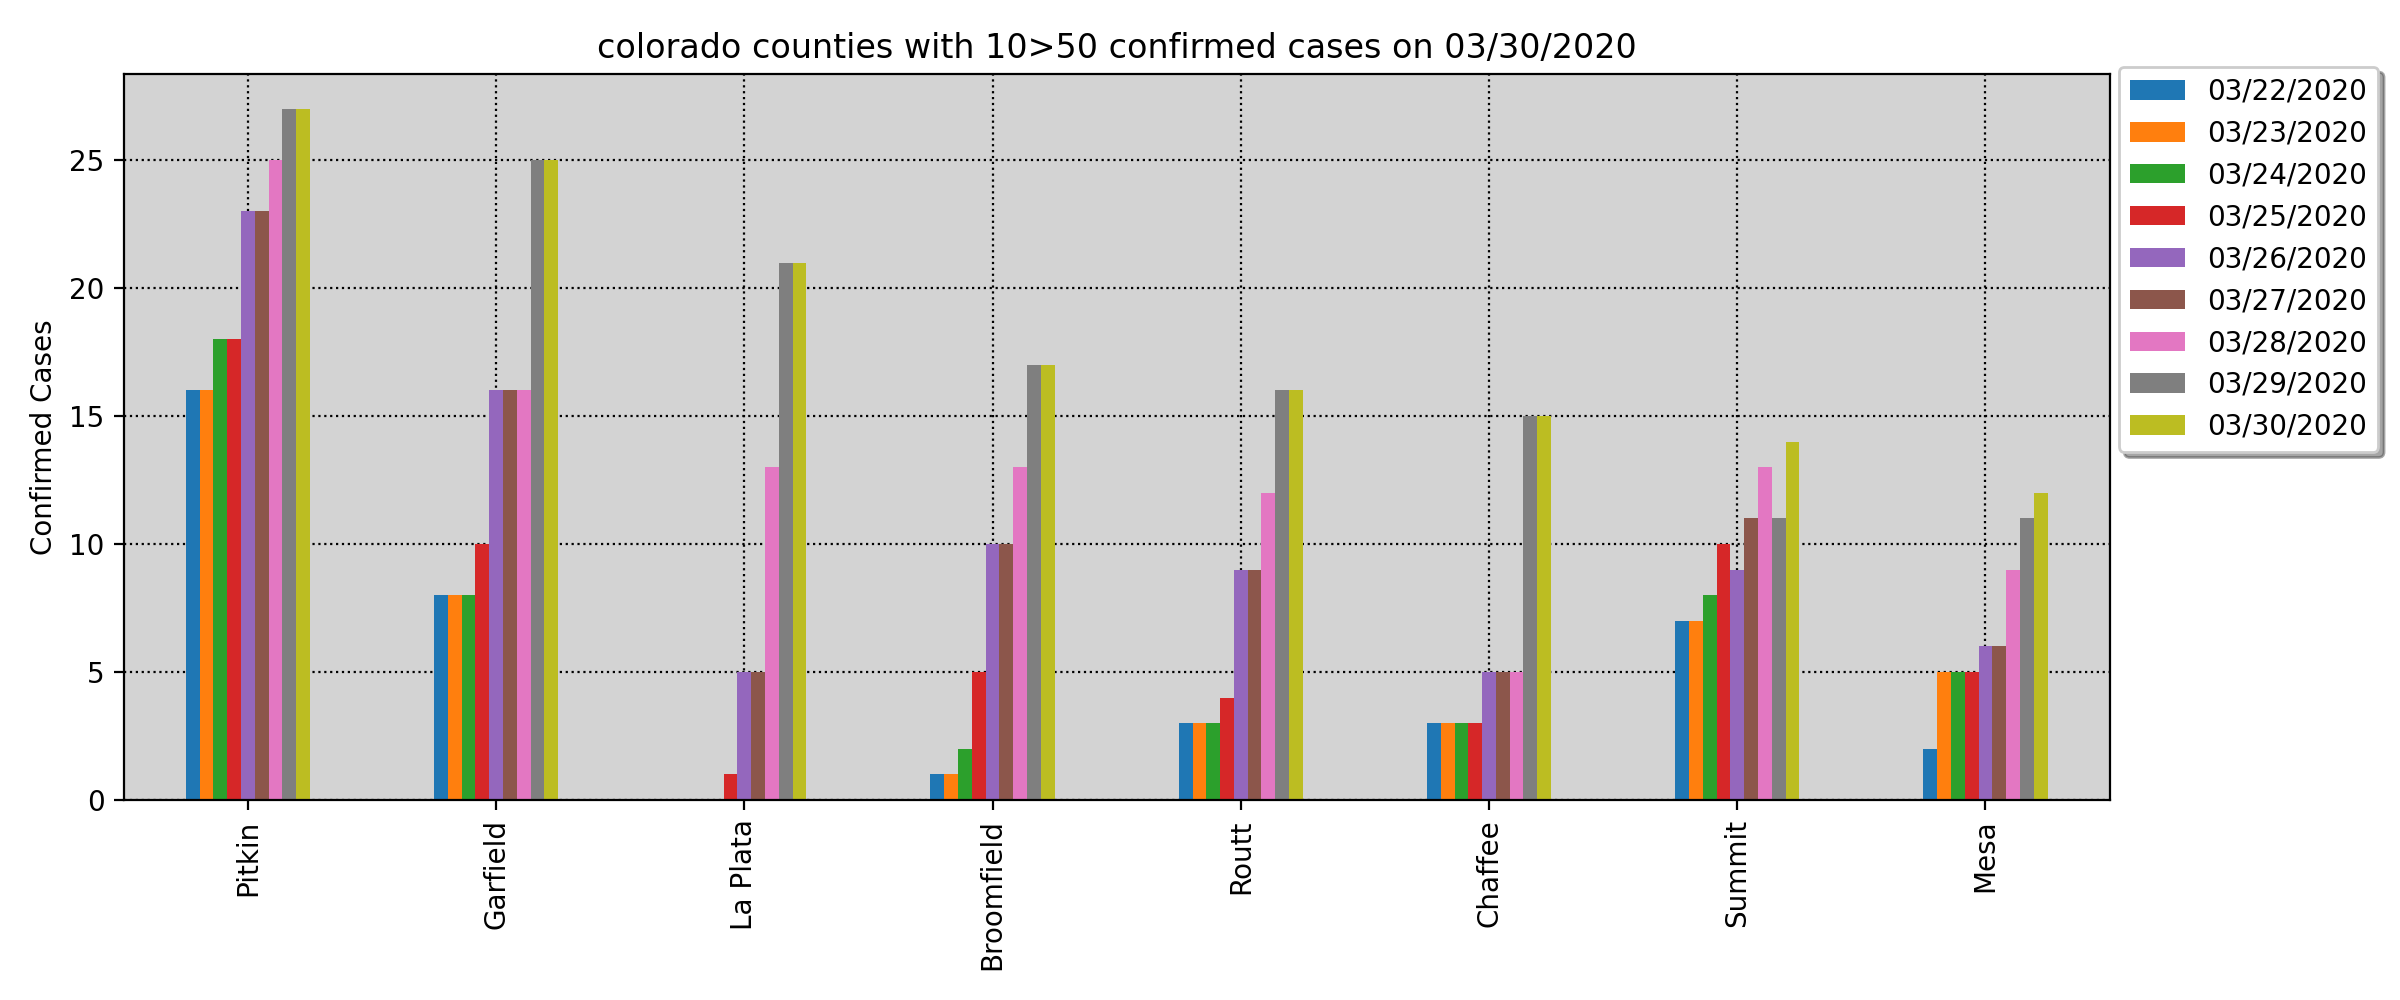 colorado counties with 10>50 confirmed cases on 03/30/2020
Confirmed Cases
25
20
15
10
5
0
Pitkin
Garfield
La Plata
Broomfield
Routt
Chaffee
Summit
Mesa
03/22/2020
03/23/2020
03/24/2020
03/25/2020
03/26/2020
03/27/2020
03/28/2020
03/29/2020
03/30/2020